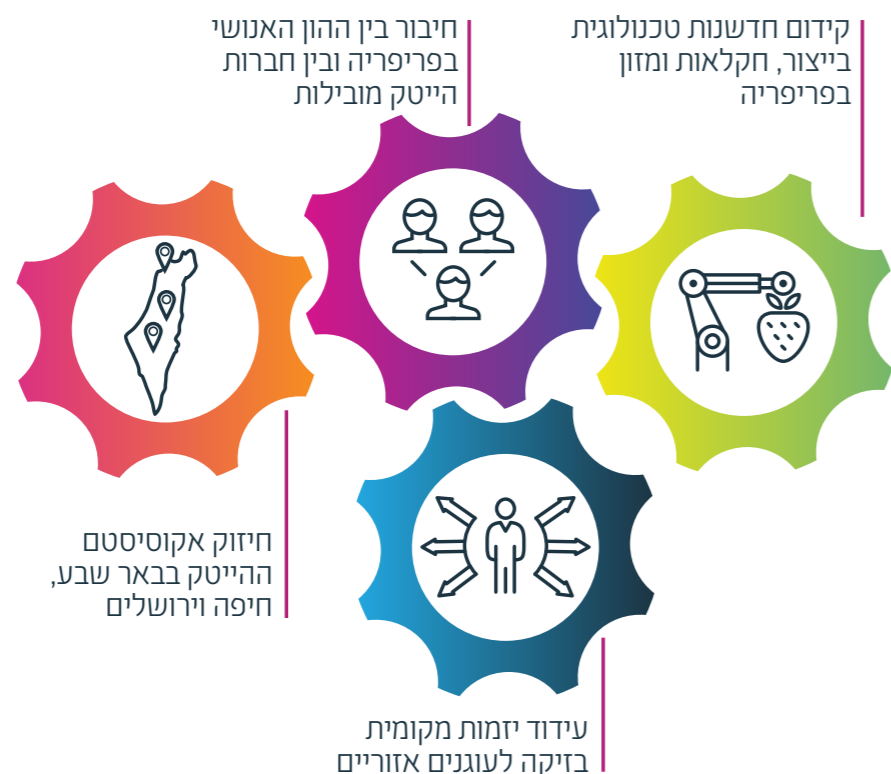 קידום חדשנות טכנולוגית
בייצור, חקלאות ומזון
בפריפריה
חיבור בין ההון האנושי
בפריפריה ובין חברות
הייטק מובילות
חיזוק אקוסיסטם
ההייטק בבאר שבע,
חיפה וירושלים
עידוד יזמות מקומית
בזיקה לעוגנים אזוריים